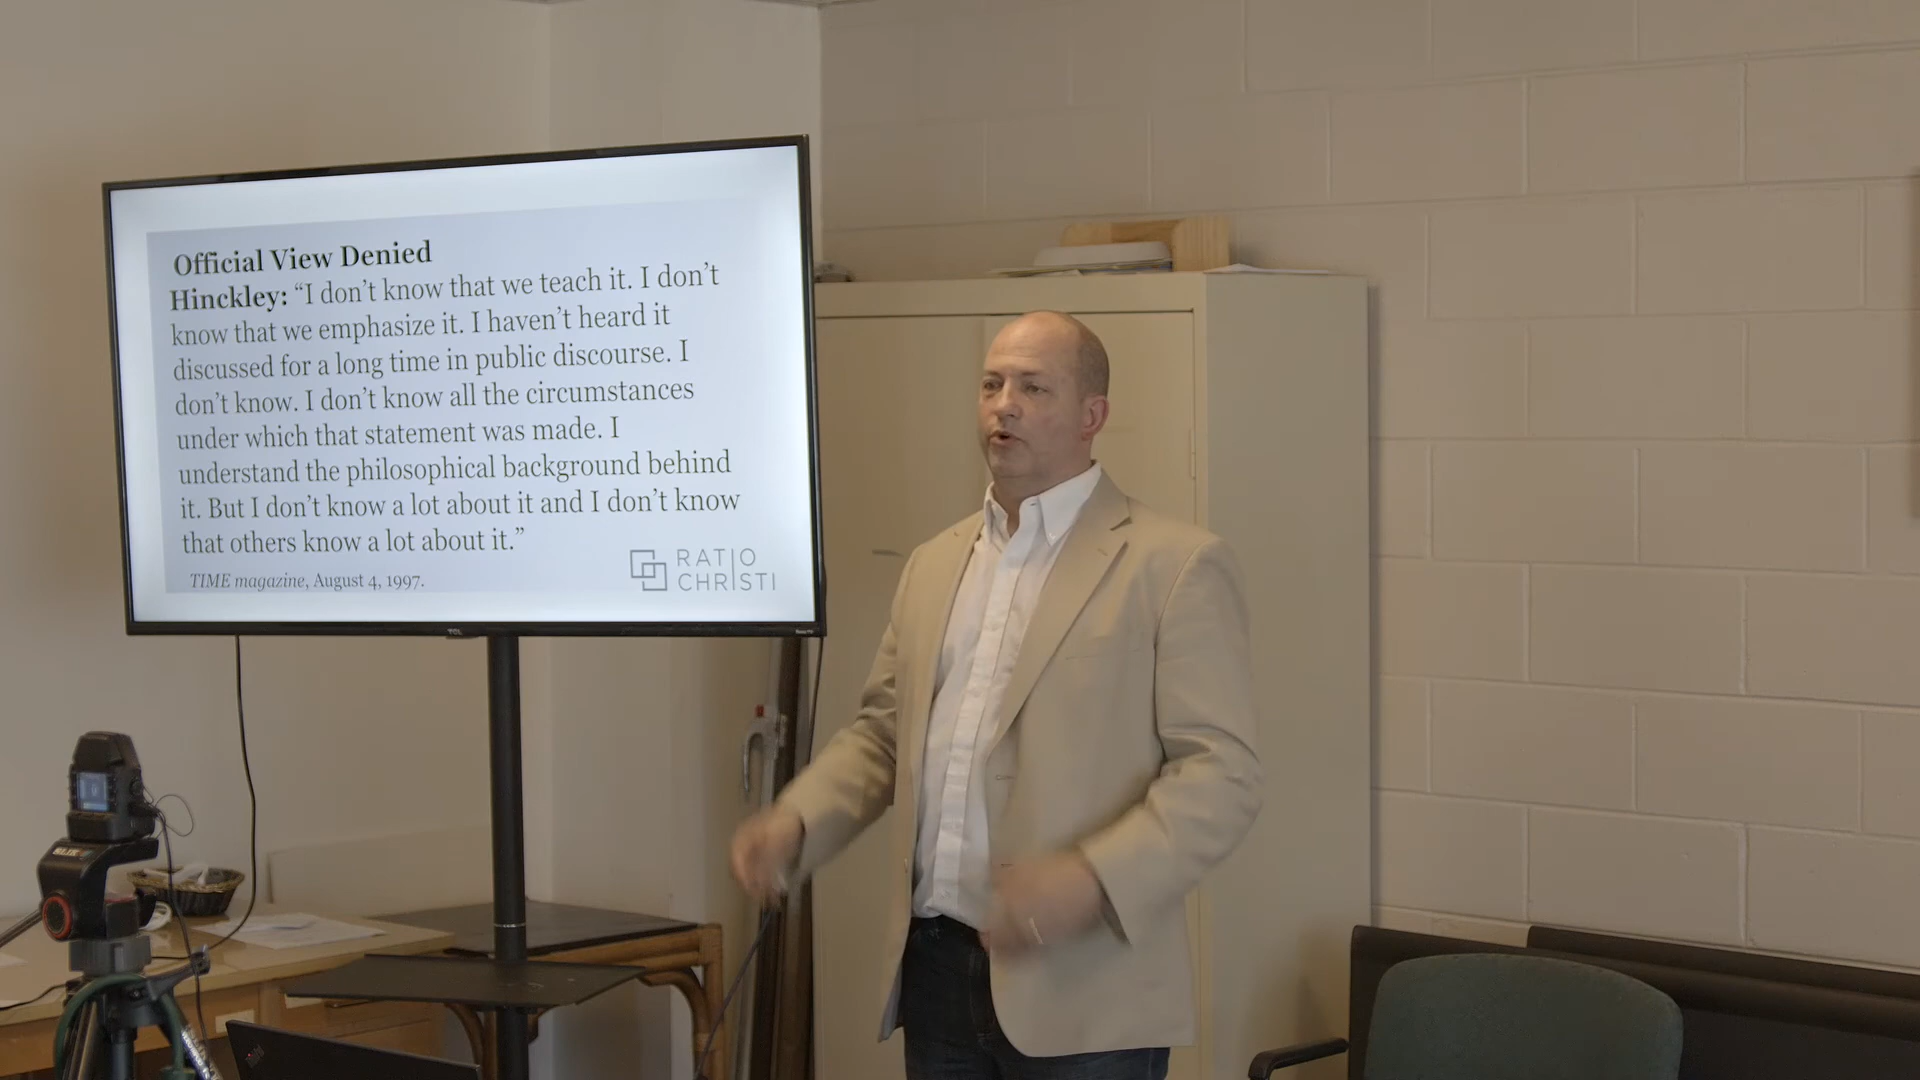 Official View Denied
Hinckley: “I don’t know that we teach it. I don’t
know that we emphasize it. I haven’t heard it
discussed for a long time in public discourse. I
don’t know. I don’t know all the circumstances
under which that statement was made. I
understand the philosophical background behind
it. But I don’t know a lot about it and I don’t know
that others know a lot about it.”
TIME magazine, August 4, 1997.
RATIO
CHRISTI
TCL
SLIK